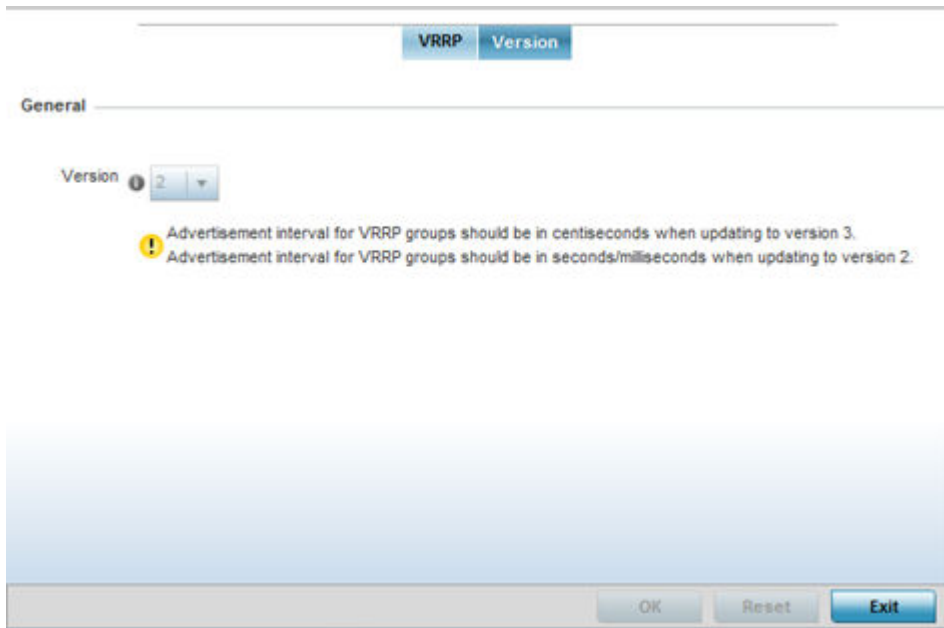 VRRP Version
General
Version 2
Advertisement interval for VRRP groups should be in centiseconds when updating to version 3.
Advertisement interval for VRRP groups should be in seconds/milliseconds when updating to version 2.
OK Reset Exit